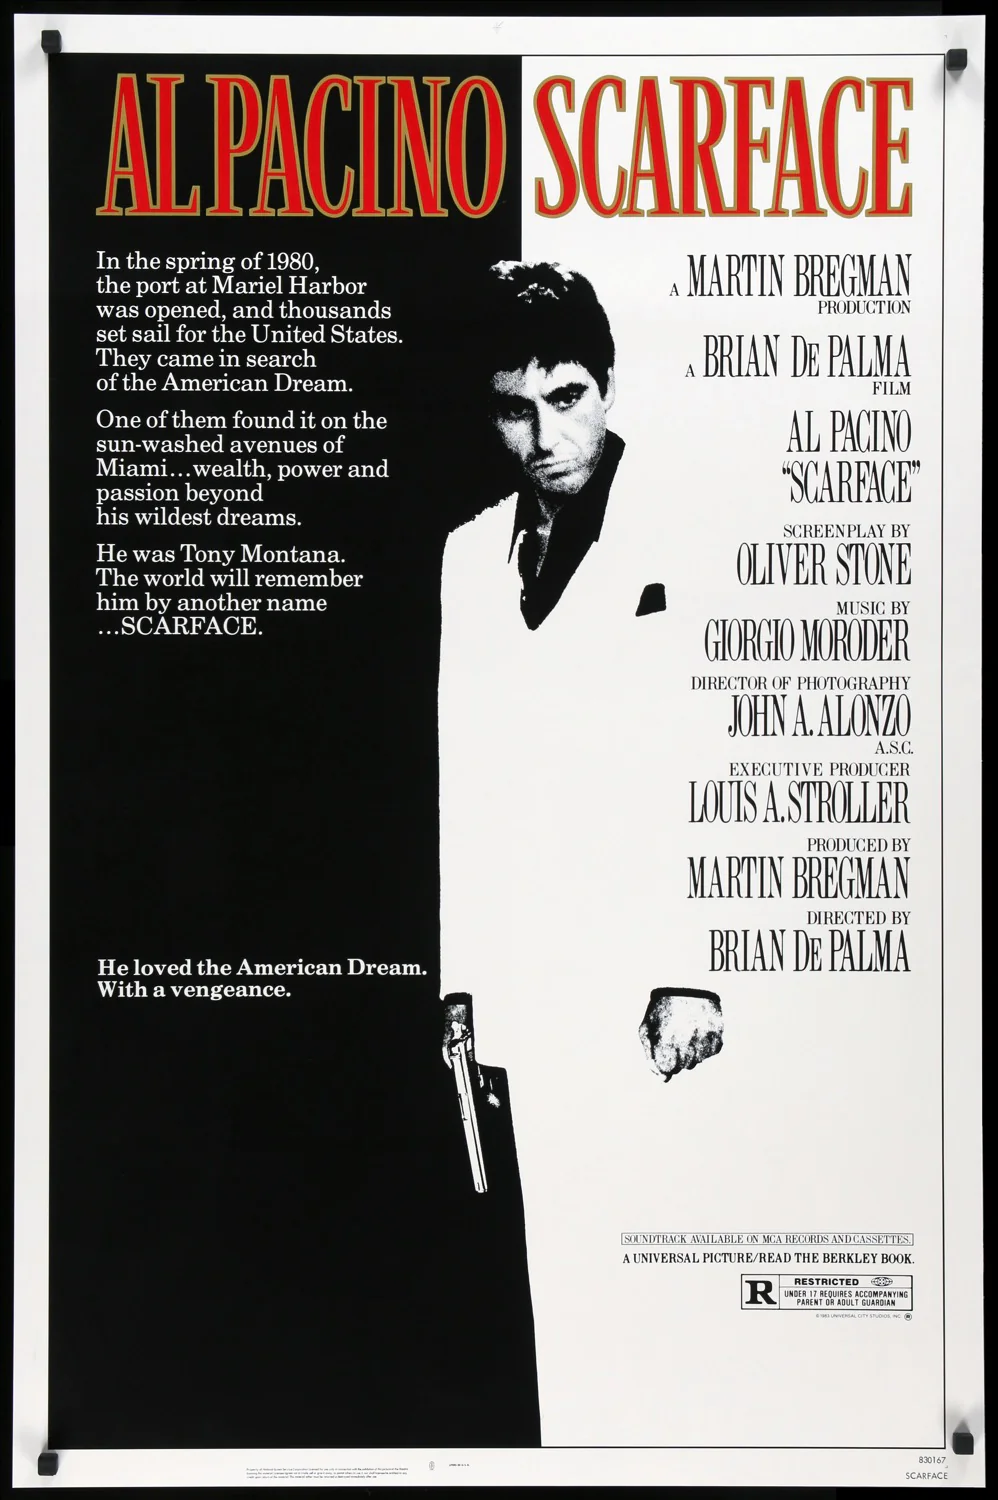 AL PACINO SCARFACE
In the spring of 1980,
the port at Mariel Harbor
was opened, and thousands
set sail for the United States.
They came in search
of the American Dream.
One of them found it on the
sun-washed avenues of
Miami...wealth, power and
passion beyond
his wildest dreams.
He was Tony Montana.
The world will remember
him by another name
...SCARFACE.
He loved the American Dream.
With a vengeance.
A MARTIN BREGMAN
PRODUCTION
A BRIAN DE PALMA
FILM
AL PACINO
“SCARFACE”
SCREENPLAY BY
OLIVER STONE
MUSIC BY
GIORGIO MORODER
DIRECTOR OF PHOTOGRAPHY
JOHN A. ALONZO
A.S.C.
EXECUTIVE PRODUCER
LOUIS A. STROLLER
PRODUCED BY
MARTIN BREGMAN
DIRECTED BY
BRIAN DE PALMA
SOUNDTRACK AVAILABLE ON MCA RECORDS AND CASSETTES.
A UNIVERSAL PICTURE/READ THE BERKLEY BOOK.
R RESTRICTED
UNDER 17 REQUIRES ACCOMPANYING
PARENT OR ADULT GUARDIAN
© 1983 UNIVERSAL CITY STUDIOS, INC.
830167
SCARFACE